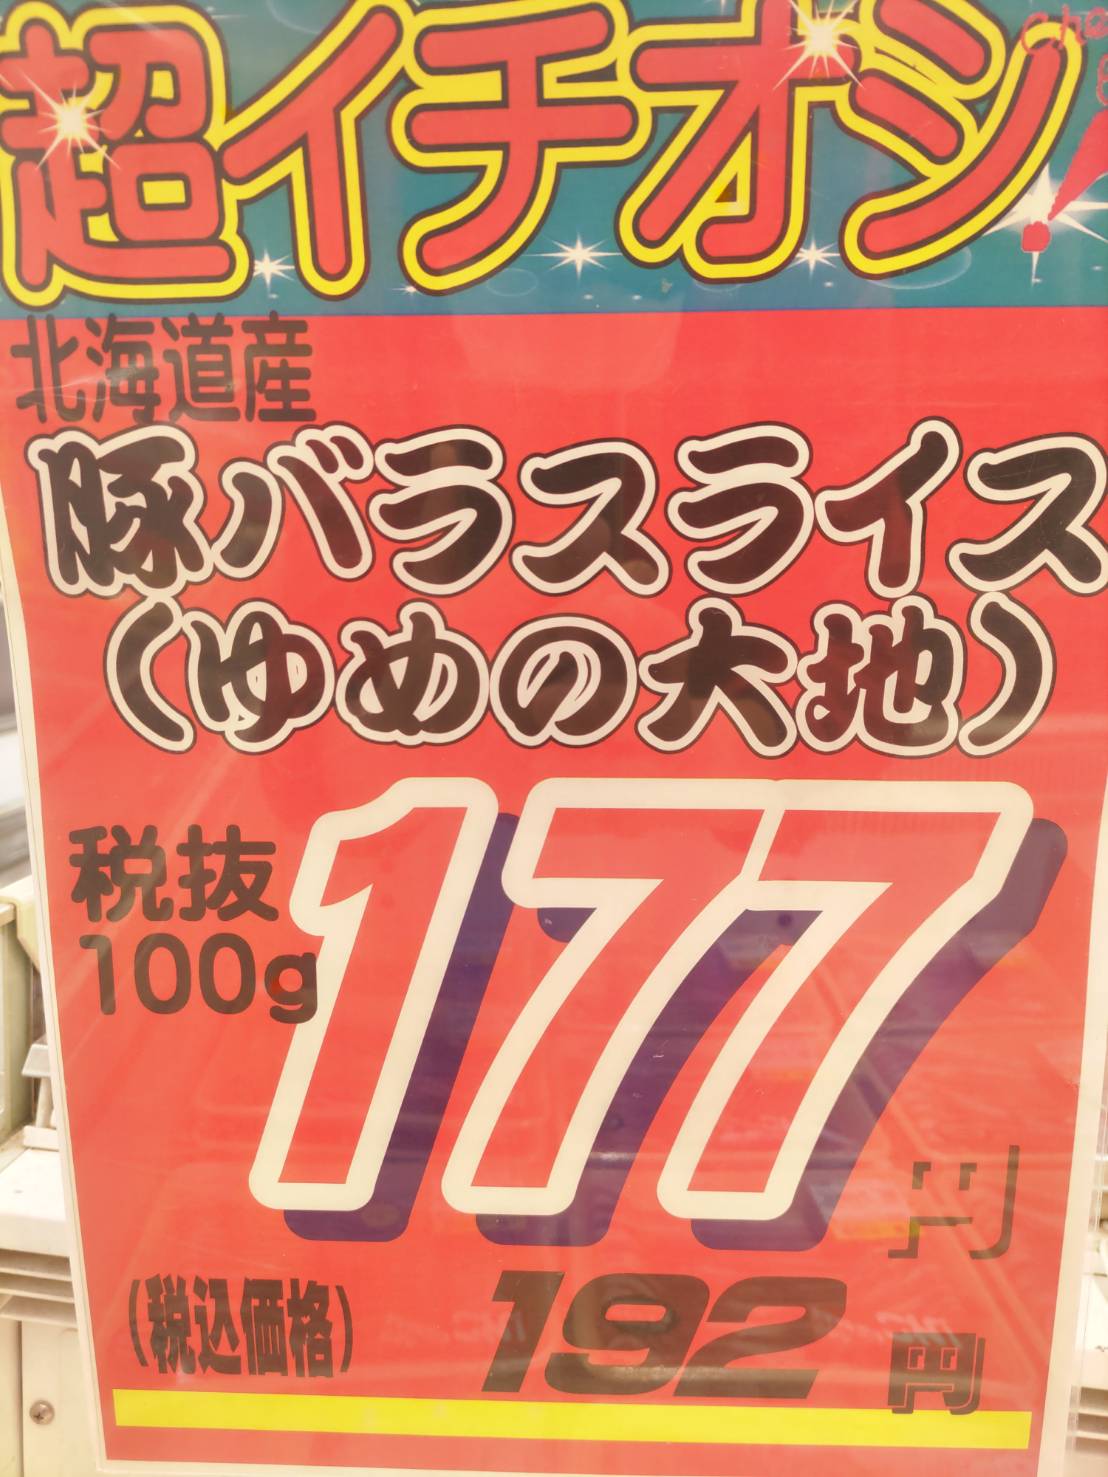 超イチオシ!
北海道産
豚バラスライス
(ゆめの大地)
税抜
100g
177円
(税込価格) 192円